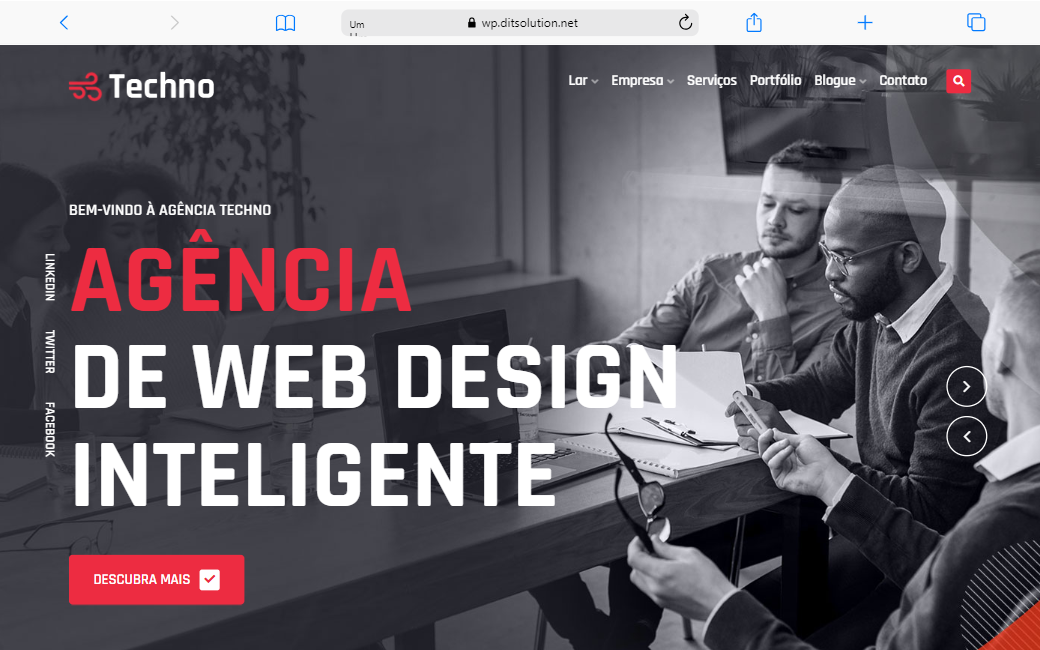 Um
wp.ditsolution.net
Techno
Lar
Empresa
Serviços
Portfólio
Blogue
Contato
BEM-VINDO À AGÊNCIA TECHNO
AGÊNCIA
DE WEB DESIGN
INTELIGENTE
LINKEDIN
TWITTER
FACEBOOK
DESCUBRA MAIS